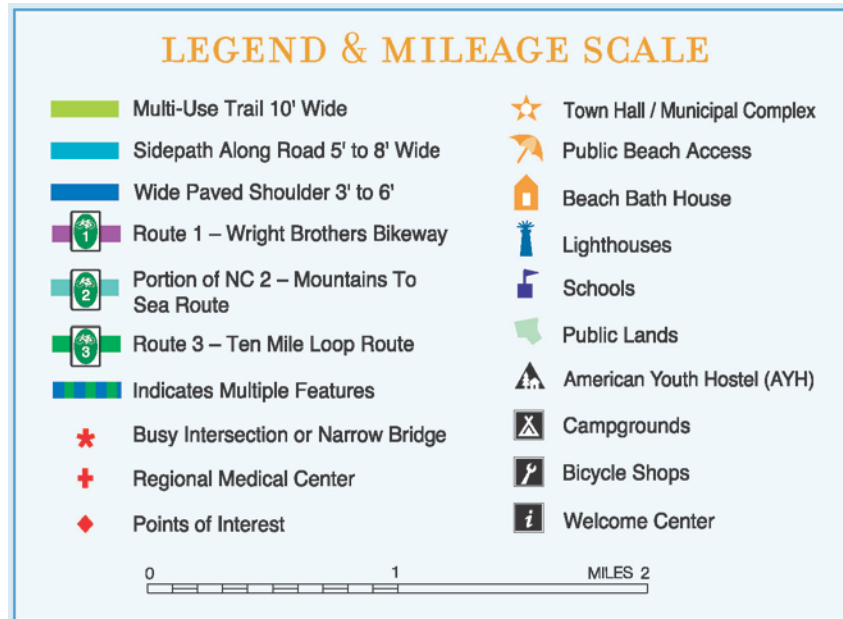 LEGEND & MILEAGE SCALE
Multi-Use Trail 10' Wide
Sidepath Along Road 5' to 8' Wide
Wide Paved Shoulder 3' to 6'
1
Route 1 – Wright Brothers Bikeway
2
Portion of NC 2 – Mountains To
Sea Route
3
Route 3 – Ten Mile Loop Route
Indicates Multiple Features
Busy Intersection or Narrow Bridge
Regional Medical Center
Points of Interest
Town Hall / Municipal Complex
Public Beach Access
Beach Bath House
Lighthouses
Schools
Public Lands
American Youth Hostel (AYH)
Campgrounds
Bicycle Shops
i
Welcome Center
0 1 MILES 2